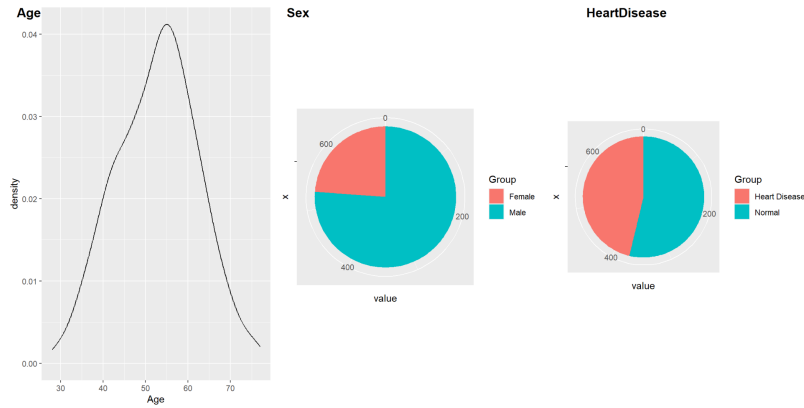 Age
0.04
0.03
0.02
0.01
0.00
density
30 40 50 60 70
Age
Sex
0
600
200
400
x
value
Group
Female
Male
HeartDisease
0
600
200
400
x
value
Group
Heart Disease
Normal